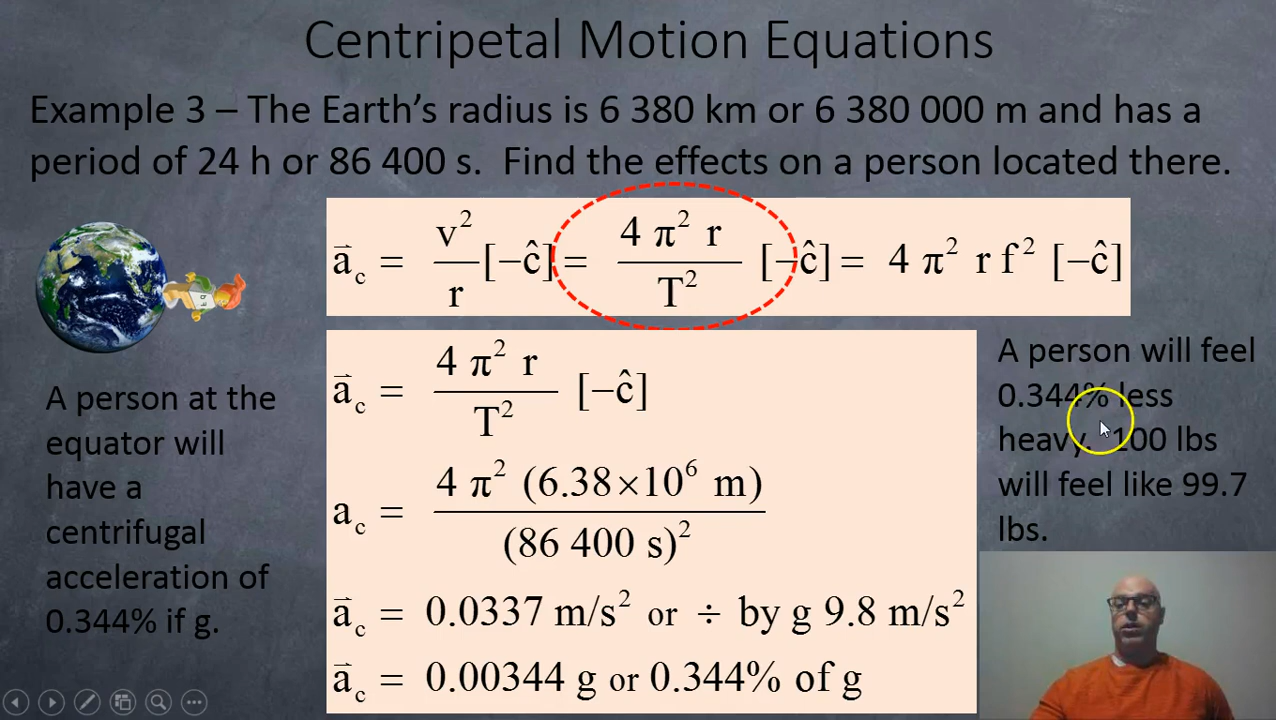 Centripetal Motion Equations
Example 3 – The Earth's radius is 6 380 km or 6 380 000 m and has a
period of 24 h or 86 400 s.  Find the effects on a person located there.
a⃗c = v²/r [−ĉ] = 4 π² r / T² [−ĉ] = 4 π² r f² [−ĉ]
A person at the
equator will
have a
centrifugal
acceleration of
0.344% if g.
a⃗c = 4 π² r / T² [−ĉ]
ac = 4 π² (6.38×10⁶ m) / (86 400 s)²
a⃗c = 0.0337 m/s² or ÷ by g 9.8 m/s²
a⃗c = 0.00344 g or 0.344% of g
A person will feel
0.344% less
heavy.  100 lbs
will feel like 99.7
lbs.